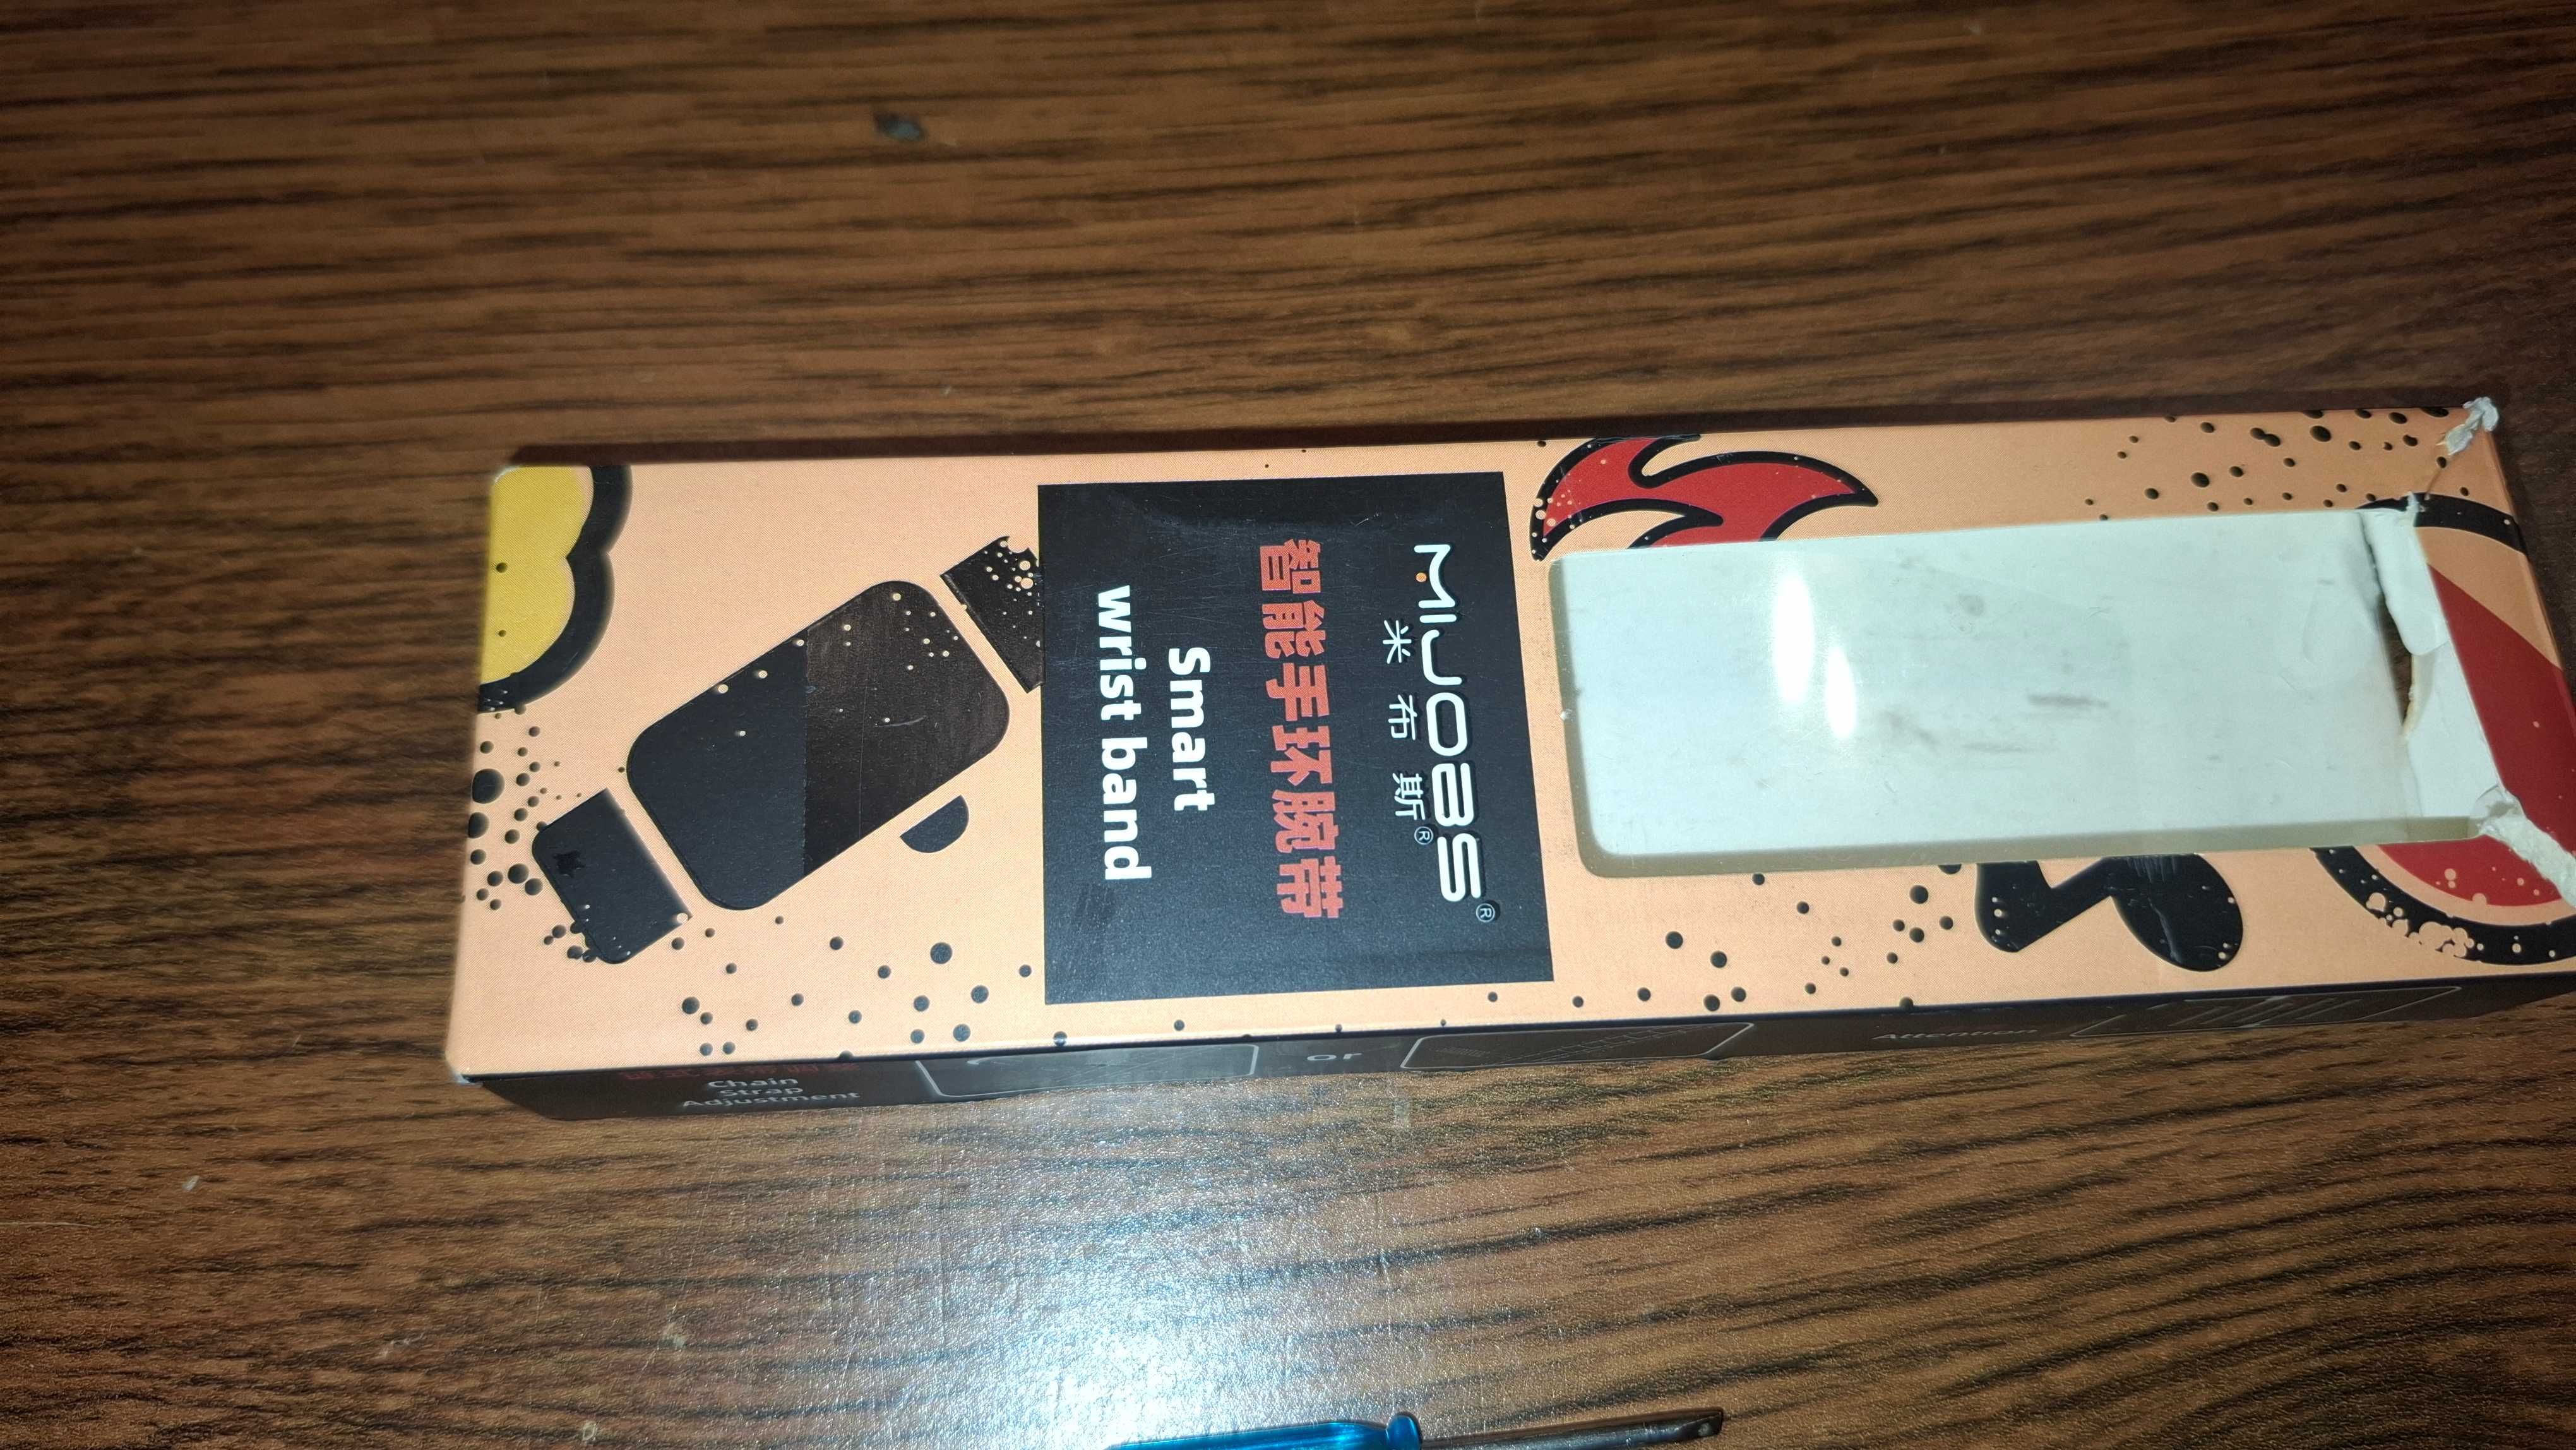 MIJOBS®
米布斯®
智能手环腕带
Smart
wrist band
Chain
Strap
Adjustment
or
Attention